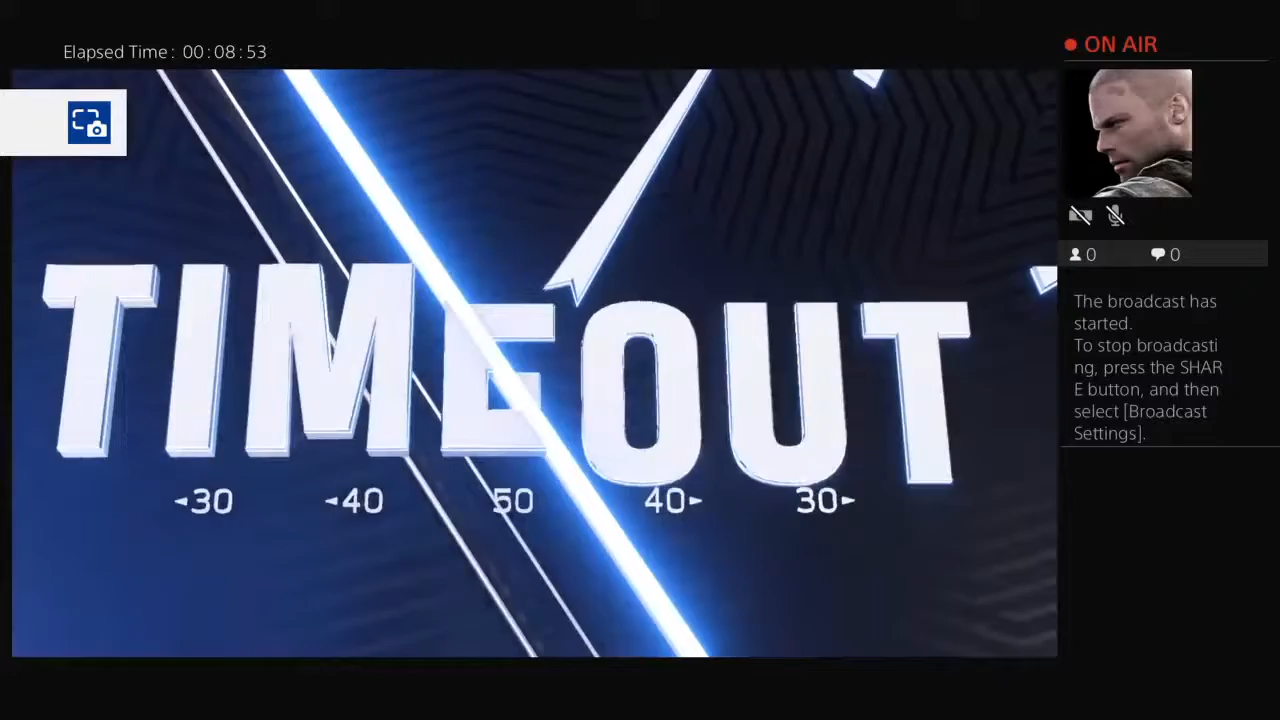 Elapsed Time: 00:08:53
ON AIR
0 0
The broadcast has
started.
To stop broadcasti
ng, press the SHAR
E button, and then
select [Broadcast
Settings].
TIMEOUT
◄30 ◄40 50 40► 30►